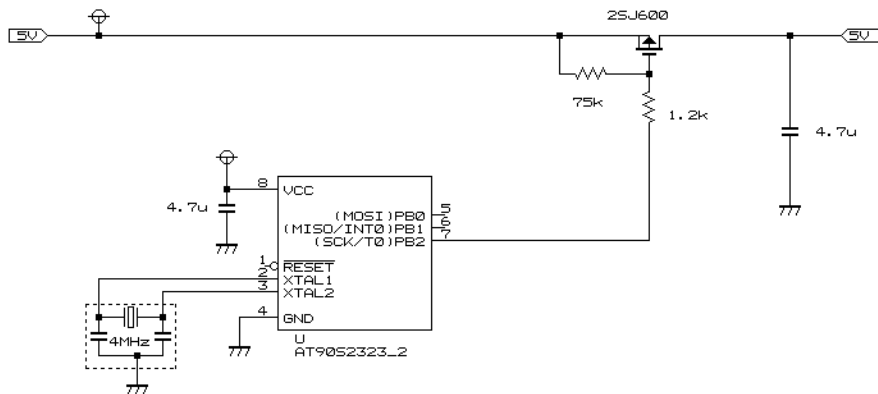 2SJ600
5V
5V
75k
1.2k
4.7u
8
VCC
4.7u
(MOSI)PB0
5
(MISO/INT0)PB1
6
(SCK/T0)PB2
7
1
RESET
2
XTAL1
3
XTAL2
4
GND
4MHz
U
AT90S2323_2